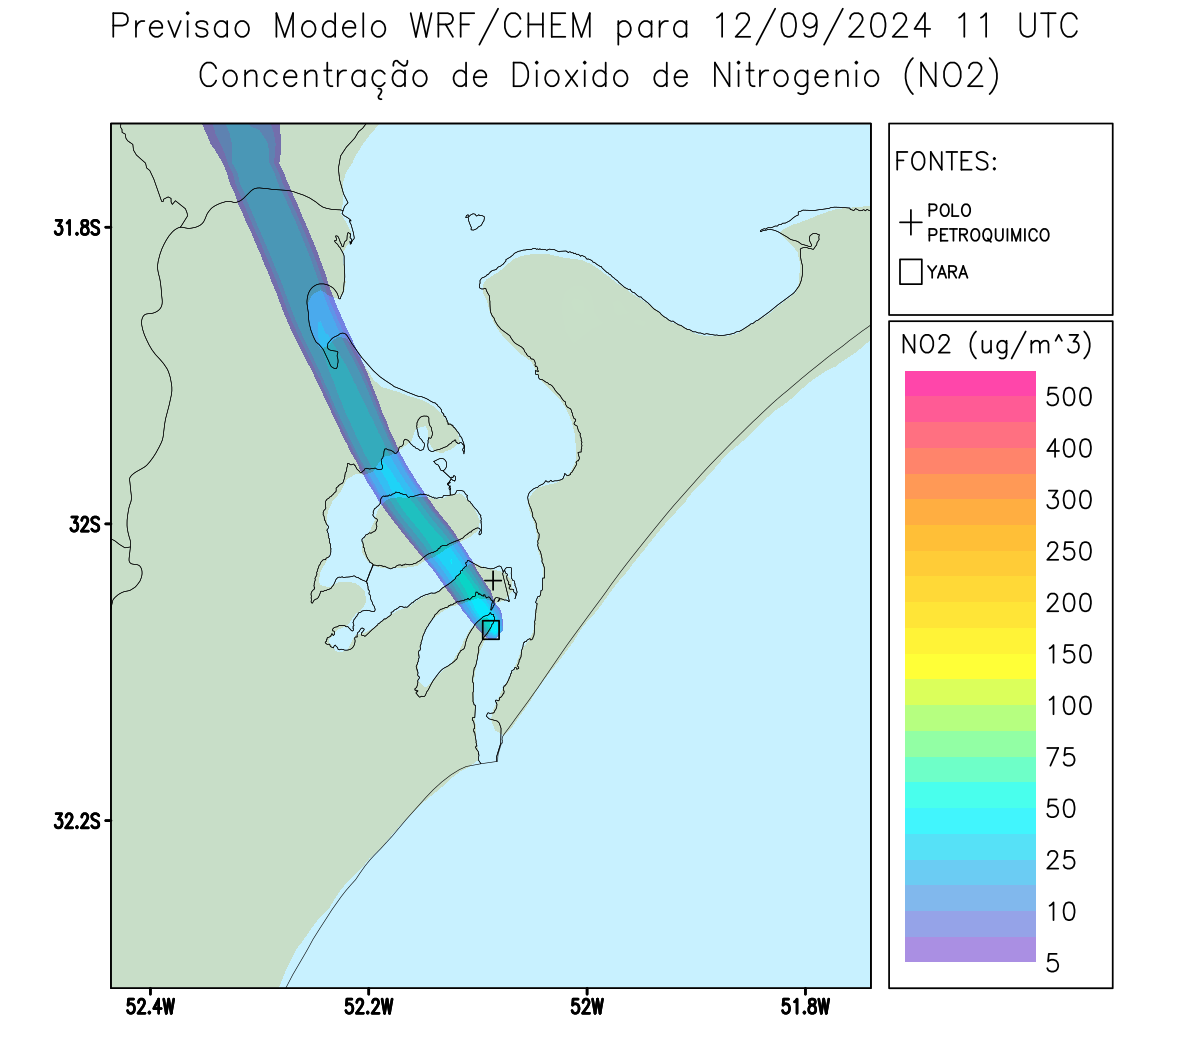 Previsao Modelo WRF/CHEM para 12/09/2024 11 UTC
Concentração de Dioxido de Nitrogenio (NO2)
FONTES:
POLO
PETROQUIMICO
YARA
NO2 (ug/m^3)
500
400
300
250
200
150
100
75
50
25
10
5
31.8S
32S
32.2S
52.4W
52.2W
52W
51.8W